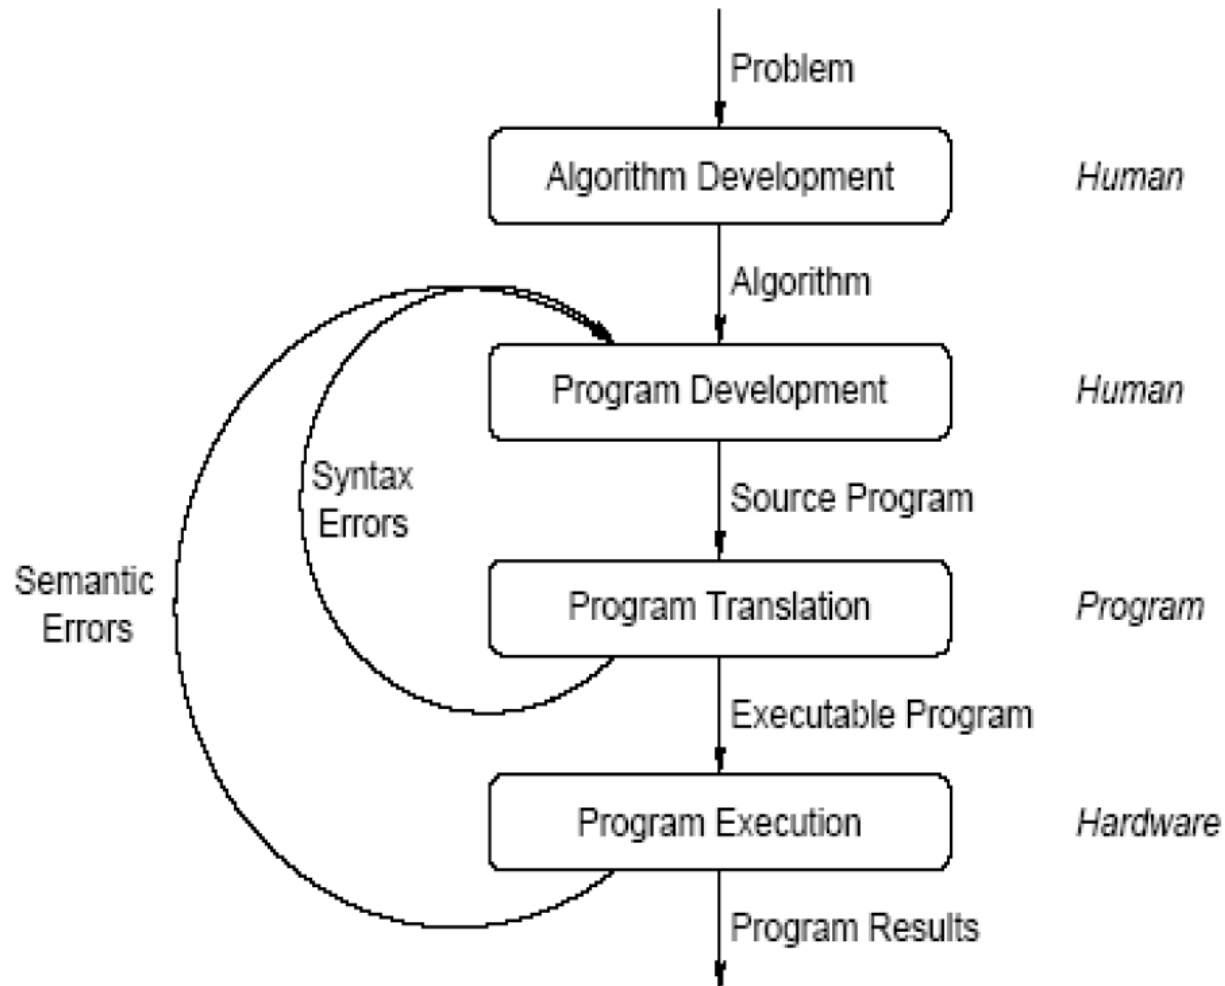 Problem
Algorithm Development
Human
Algorithm
Program Development
Human
Syntax
Errors
Source Program
Semantic
Errors
Program Translation
Program
Executable Program
Program Execution
Hardware
Program Results